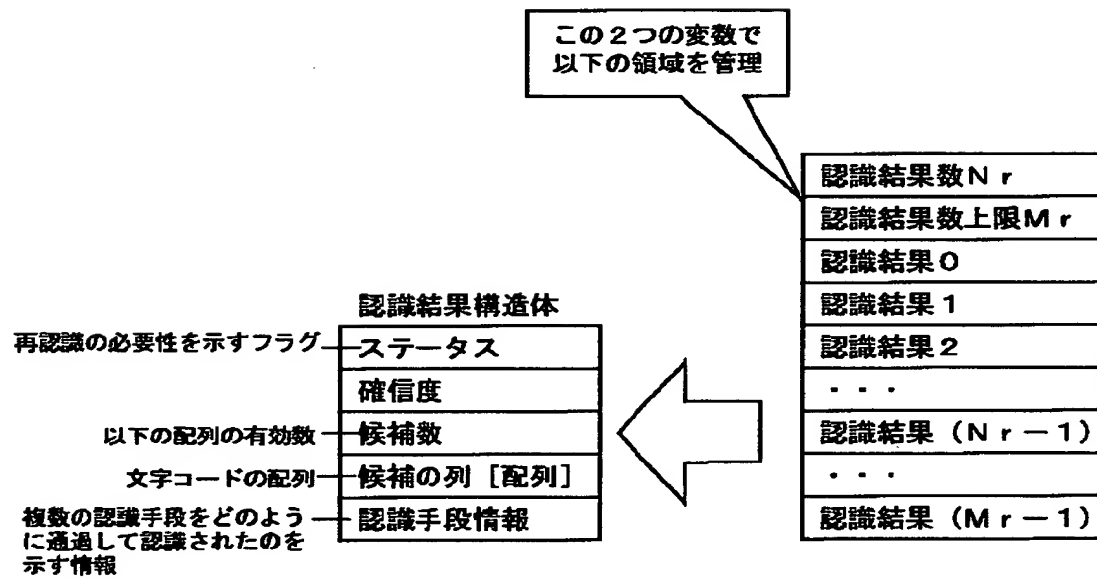 この2つの変数で
以下の領域を管理
認識結果数Nr
認識結果数上限Mr
認識結果0
認識結果1
認識結果2
・・・
認識結果(Nr-1)
・・・
認識結果(Mr-1)
認識結果構造体
再認識の必要性を示すフラグ
ステータス
確信度
以下の配列の有効数
候補数
文字コードの配列
候補の列[配列]
複数の認識手段をどのよう
に通過して認識されたのを
示す情報
認識手段情報